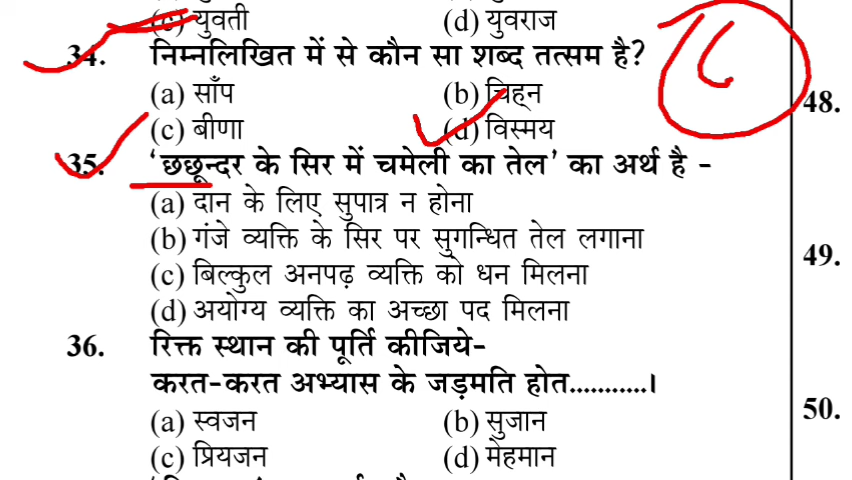 (c) युवती (d) युवराज
34. निम्नलिखित में से कौन सा शब्द तत्सम है?
(a) साँप (b) चिह्न
(c) बीणा (d) विस्मय
35. ‘छछून्दर के सिर में चमेली का तेल’ का अर्थ है -
(a) दान के लिए सुपात्र न होना
(b) गंजे व्यक्ति के सिर पर सुगन्धित तेल लगाना
(c) बिल्कुल अनपढ़ व्यक्ति को धन मिलना
(d) अयोग्य व्यक्ति का अच्छा पद मिलना
36. रिक्त स्थान की पूर्ति कीजिये-
करत-करत अभ्यास के जड़मति होत...........।
(a) स्वजन (b) सुजान
(c) प्रियजन (d) मेहमान
48.
49.
50.